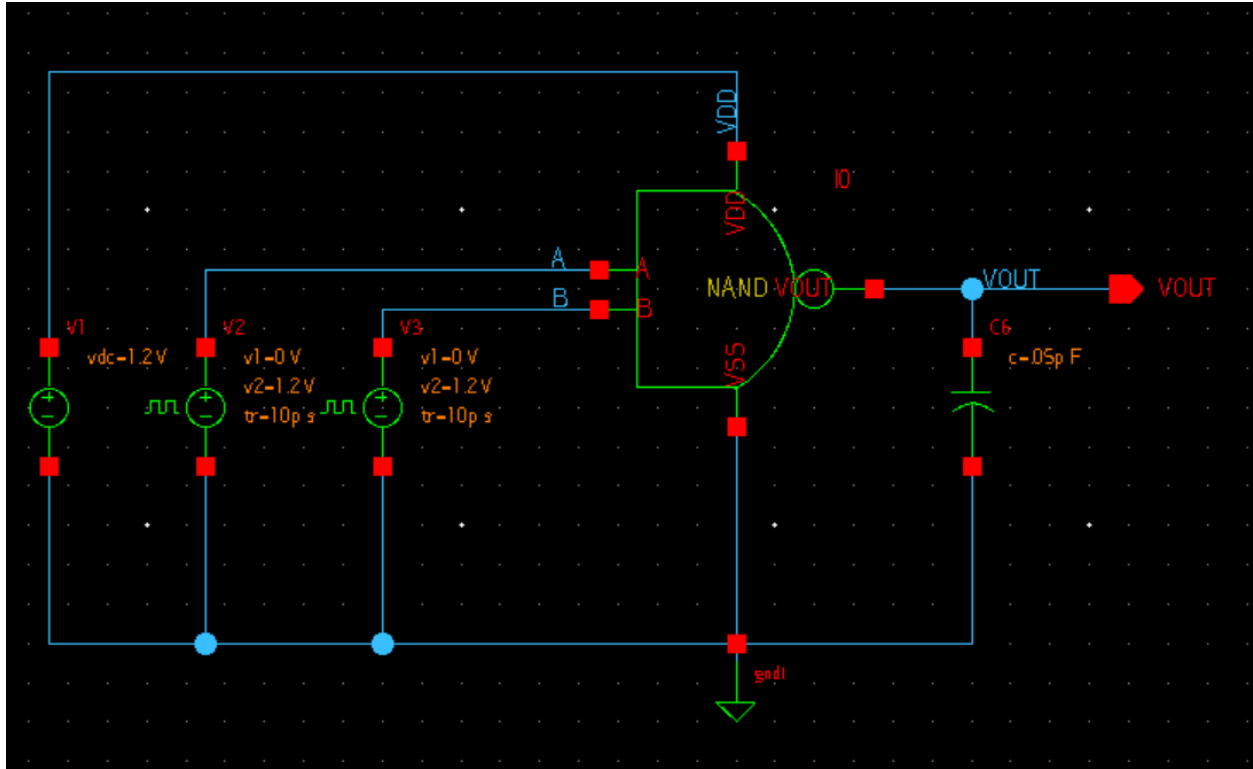 VDD
I0
VDD
A
A
B
B
NAND
VOUT
VOUT
VOUT
VSS
V1
vdc=1.2 V
V2
v1=0 V
v2=1.2 V
tr=10p s
V3
v1=0 V
v2=1.2 V
tr=10p s
C6
c=.05p F
gnd!